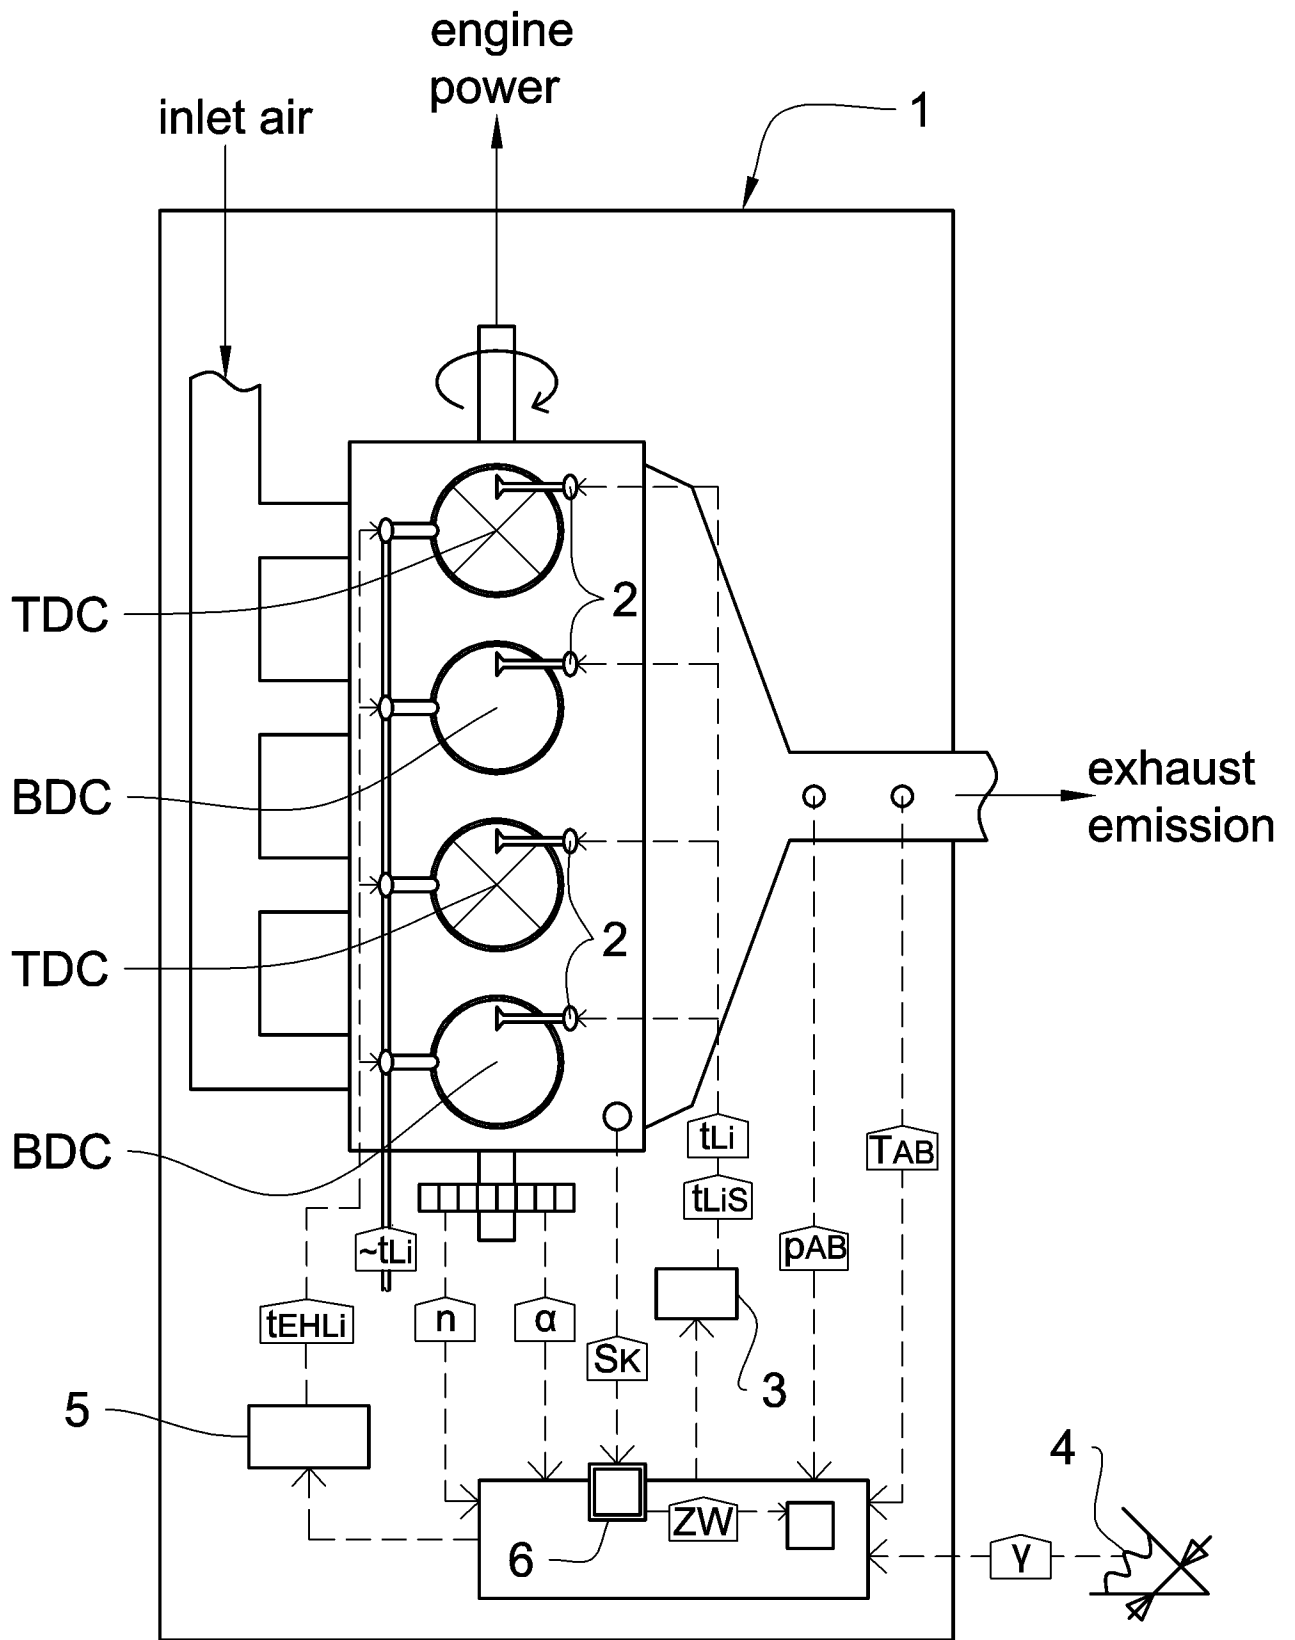 engine
power
inlet air
1
TDC
2
BDC
exhaust
emission
2
TDC
BDC
tLi
TAB
tLiS
~tLi
pAB
tEHLi
n
α
SK
3
5
4
ZW
6
γ